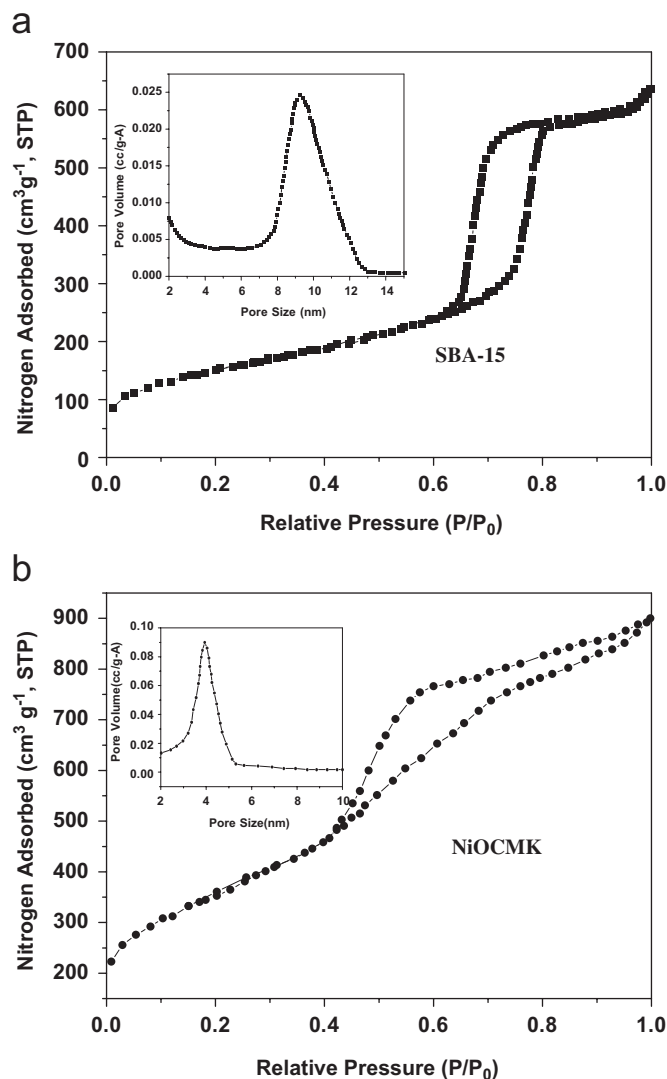 a
700
600
500
400
300
200
100
0
Nitrogen Adsorbed (cm³g⁻¹, STP)
0.025
0.020
0.015
0.010
0.005
0.000
Pore Volume (cc/g-A)
2 4 6 8 10 12 14
Pore Size (nm)
SBA-15
0.0 0.2 0.4 0.6 0.8 1.0
Relative Pressure (P/P₀)
b
900
800
700
600
500
400
300
200
Nitrogen Adsorbed (cm³ g⁻¹, STP)
0.10
0.08
0.06
0.04
0.02
0.00
Pore Volume(cc/g-A)
2 4 6 8 10
Pore Size(nm)
NiOCMK
0.0 0.2 0.4 0.6 0.8 1.0
Relative Pressure (P/P₀)